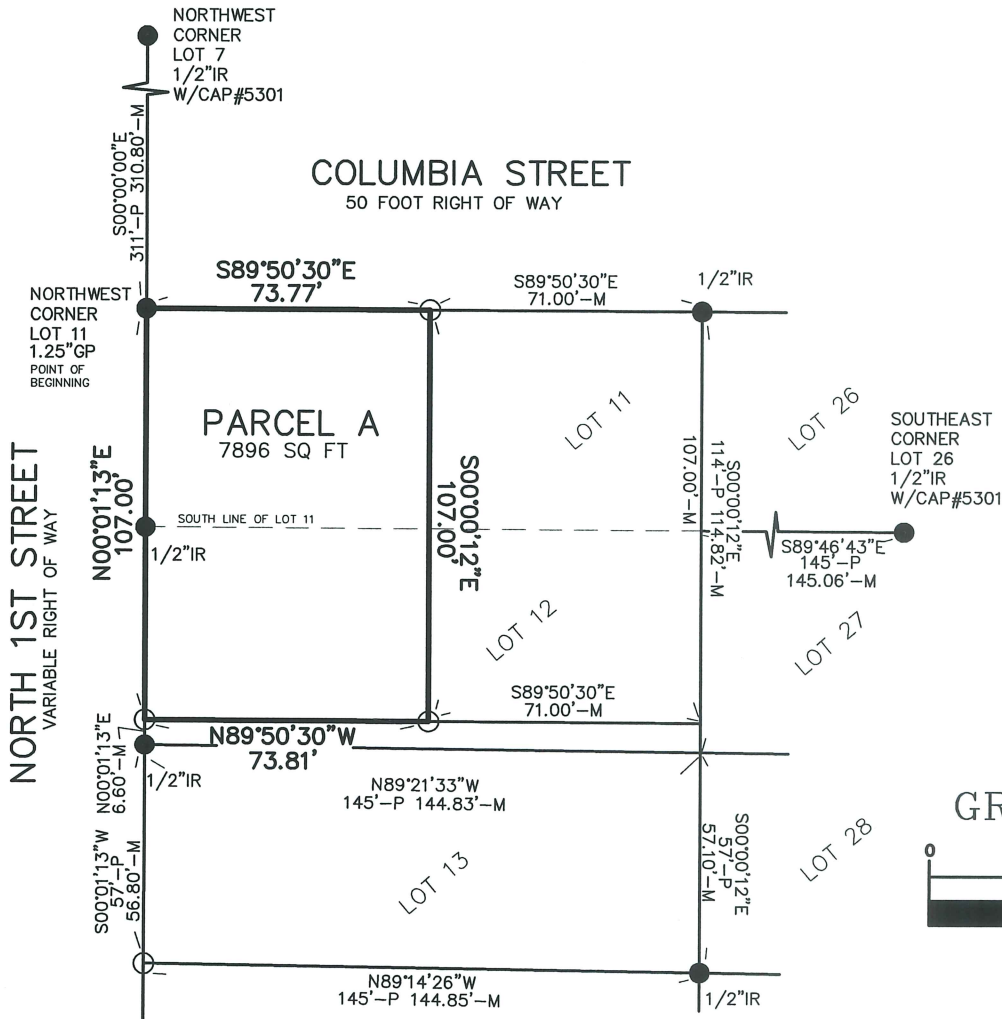 NORTHWEST
CORNER
LOT 7
1/2"IR
W/CAP#5301
S00°00'00"E
311'-P 310.80'-M
COLUMBIA STREET
50 FOOT RIGHT OF WAY
S89°50'30"E
73.77'
S89°50'30"E
71.00'-M
1/2"IR
NORTHWEST
CORNER
LOT 11
1.25"GP
POINT OF
BEGINNING
PARCEL A
7896 SQ FT
LOT 11
LOT 26
SOUTHEAST
CORNER
LOT 26
1/2"IR
W/CAP#5301
NORTH 1ST STREET
VARIABLE RIGHT OF WAY
N00°01'13"E
107.00'
SOUTH LINE OF LOT 11
1/2"IR
S00°00'12"E
107.00'
107.00'-M
S00°00'12"E
114'-P 114.82'-M
S89°46'43"E
145'-P
145.06'-M
LOT 12
LOT 27
S89°50'30"E
71.00'-M
N89°50'30"W
73.81'
N00°01'13"E
6.60'-M
1/2"IR
N89°21'33"W
145'-P 144.83'-M
S00°01'13"W
57'-P
56.80'-M
LOT 13
S00°00'12"E
57'-P
57.10'-M
LOT 28
GR
0
N89°14'26"W
145'-P 144.85'-M
1/2"IR